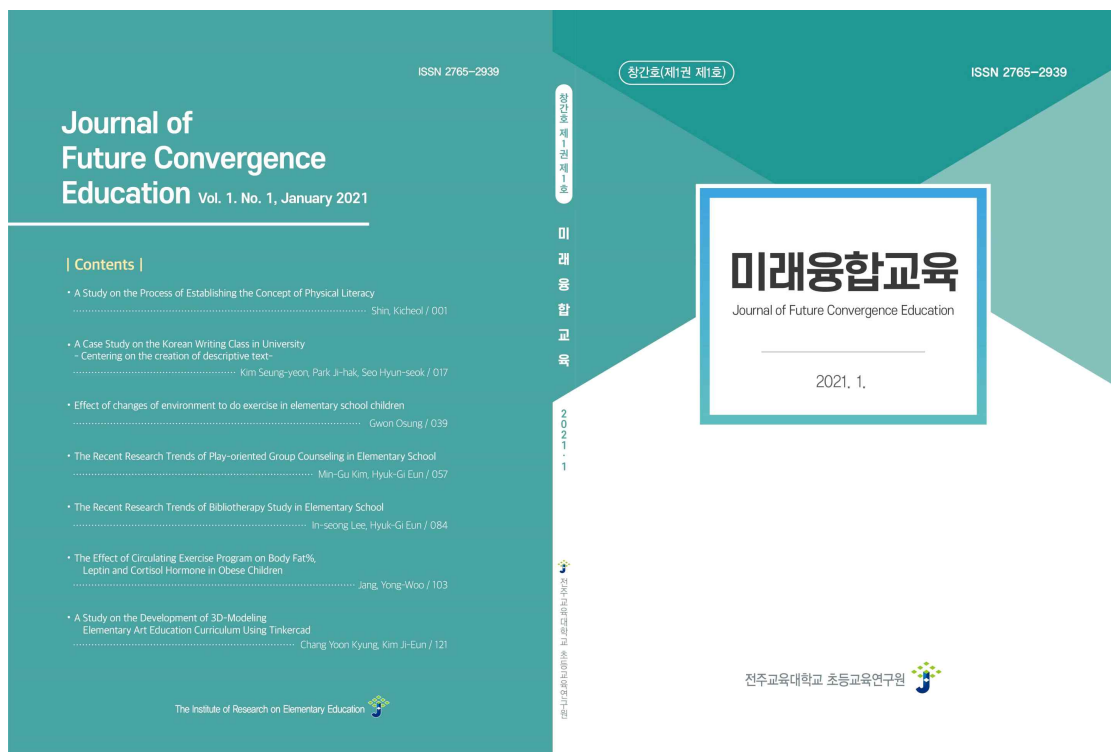 ISSN 2765-2939
Journal of
Future Convergence
Education Vol. 1. No. 1, January 2021
| Contents |
• A Study on the Process of Establishing the Concept of Physical Literacy
Shin, Kicheol / 001
• A Case Study on the Korean Writing Class in University
- Centering on the creation of descriptive text-
Kim Seung-yeon, Park Ji-hak, Seo Hyun-seok / 017
• Effect of changes of environment to do exercise in elementary school children
Gwon Osung / 039
• The Recent Research Trends of Play-oriented Group Counseling in Elementary School
Min-Gu Kim, Hyuk-Gi Eun / 057
• The Recent Research Trends of Bibliotherapy Study in Elementary School
In-seong Lee, Hyuk-Gi Eun / 084
• The Effect of Circulating Exercise Program on Body Fat%,
Leptin and Cortisol Hormone in Obese Children
Jang, Yong-Woo / 103
• A Study on the Development of 3D-Modeling
Elementary Art Education Curriculum Using Tinkercad
Chang Yoon Kyung, Kim Ji-Eun / 121
The Institute of Research on Elementary Education
창간호 제1권 제1호
미래융합교육
2021.1
전주교육대학교 초등교육연구원
창간호(제1권 제1호)
ISSN 2765-2939
미래융합교육
Journal of Future Convergence Education
2021. 1.
전주교육대학교 초등교육연구원